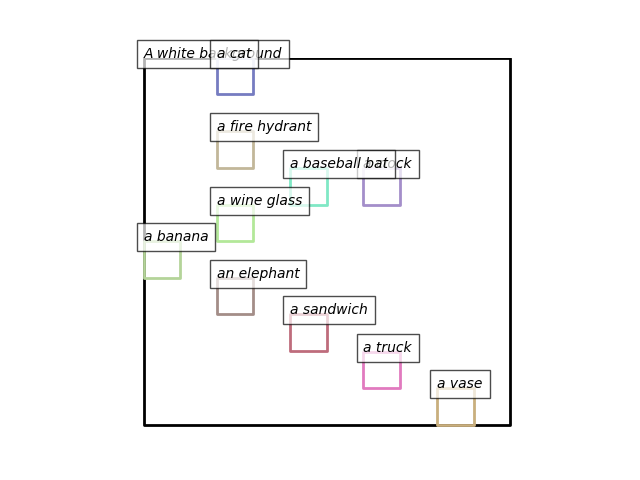 A white background
a cat
a fire hydrant
a baseball bat
a clock
a wine glass
a banana
an elephant
a sandwich
a truck
a vase